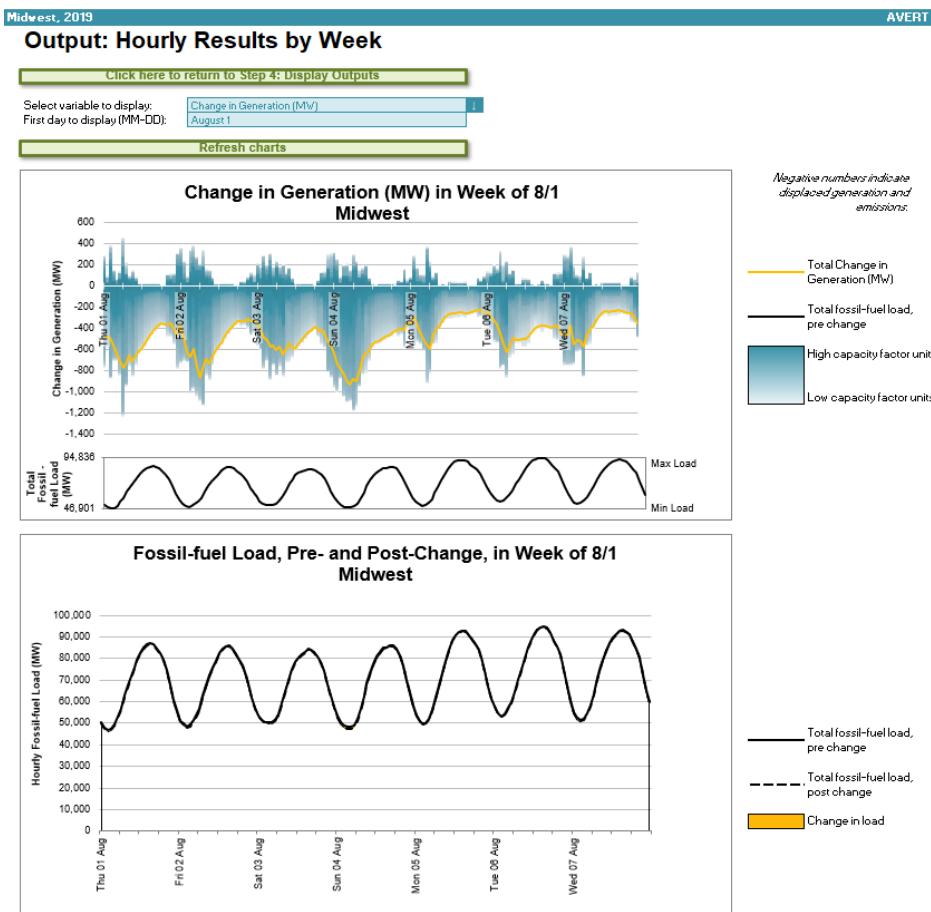 Midwest, 2019 AVERT
Output: Hourly Results by Week
Click here to return to Step 4: Display Outputs
Select variable to display: Change in Generation (MW) ↓
First day to display (MM-DD): August 1
Refresh charts
Change in Generation (MW) in Week of 8/1
Midwest
Negative numbers indicate
displaced generation and
emissions.
Change in Generation (MW)
600
400
200
0
-200
-400
-600
-800
-1,000
-1,200
-1,400
Thu 01 Aug
Fri 02 Aug
Sat 03 Aug
Sun 04 Aug
Mon 05 Aug
Tue 06 Aug
Wed 07 Aug
Total Change in
Generation (MW)
Total fossil-fuel load,
pre change
High capacity factor unit
Low capacity factor units
Total
Fossil -
fuel Load
(MW)
94,836
46,901
Max Load
Min Load
Fossil-fuel Load, Pre- and Post-Change, in Week of 8/1
Midwest
Hourly Fossil-fuel Load (MW)
100,000
90,000
80,000
70,000
60,000
50,000
40,000
30,000
20,000
10,000
0
Thu 01 Aug
Fri 02 Aug
Sat 03 Aug
Sun 04 Aug
Mon 05 Aug
Tue 06 Aug
Wed 07 Aug
Total fossil-fuel load,
pre change
Total fossil-fuel load,
post change
Change in load